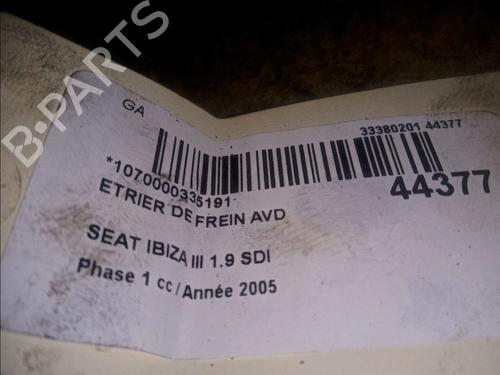 B-PARTS
GA
33380201 44377
*1070000335191
44377
ETRIER DE FREIN AVD
SEAT IBIZA III 1.9 SDI
Phase 1 cc / Année 2005